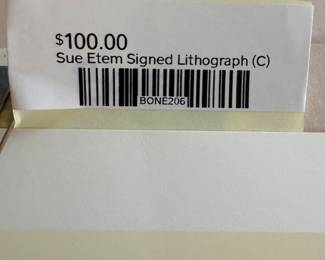 $100.00
Sue Etem Signed Lithograph (C)
BONE206